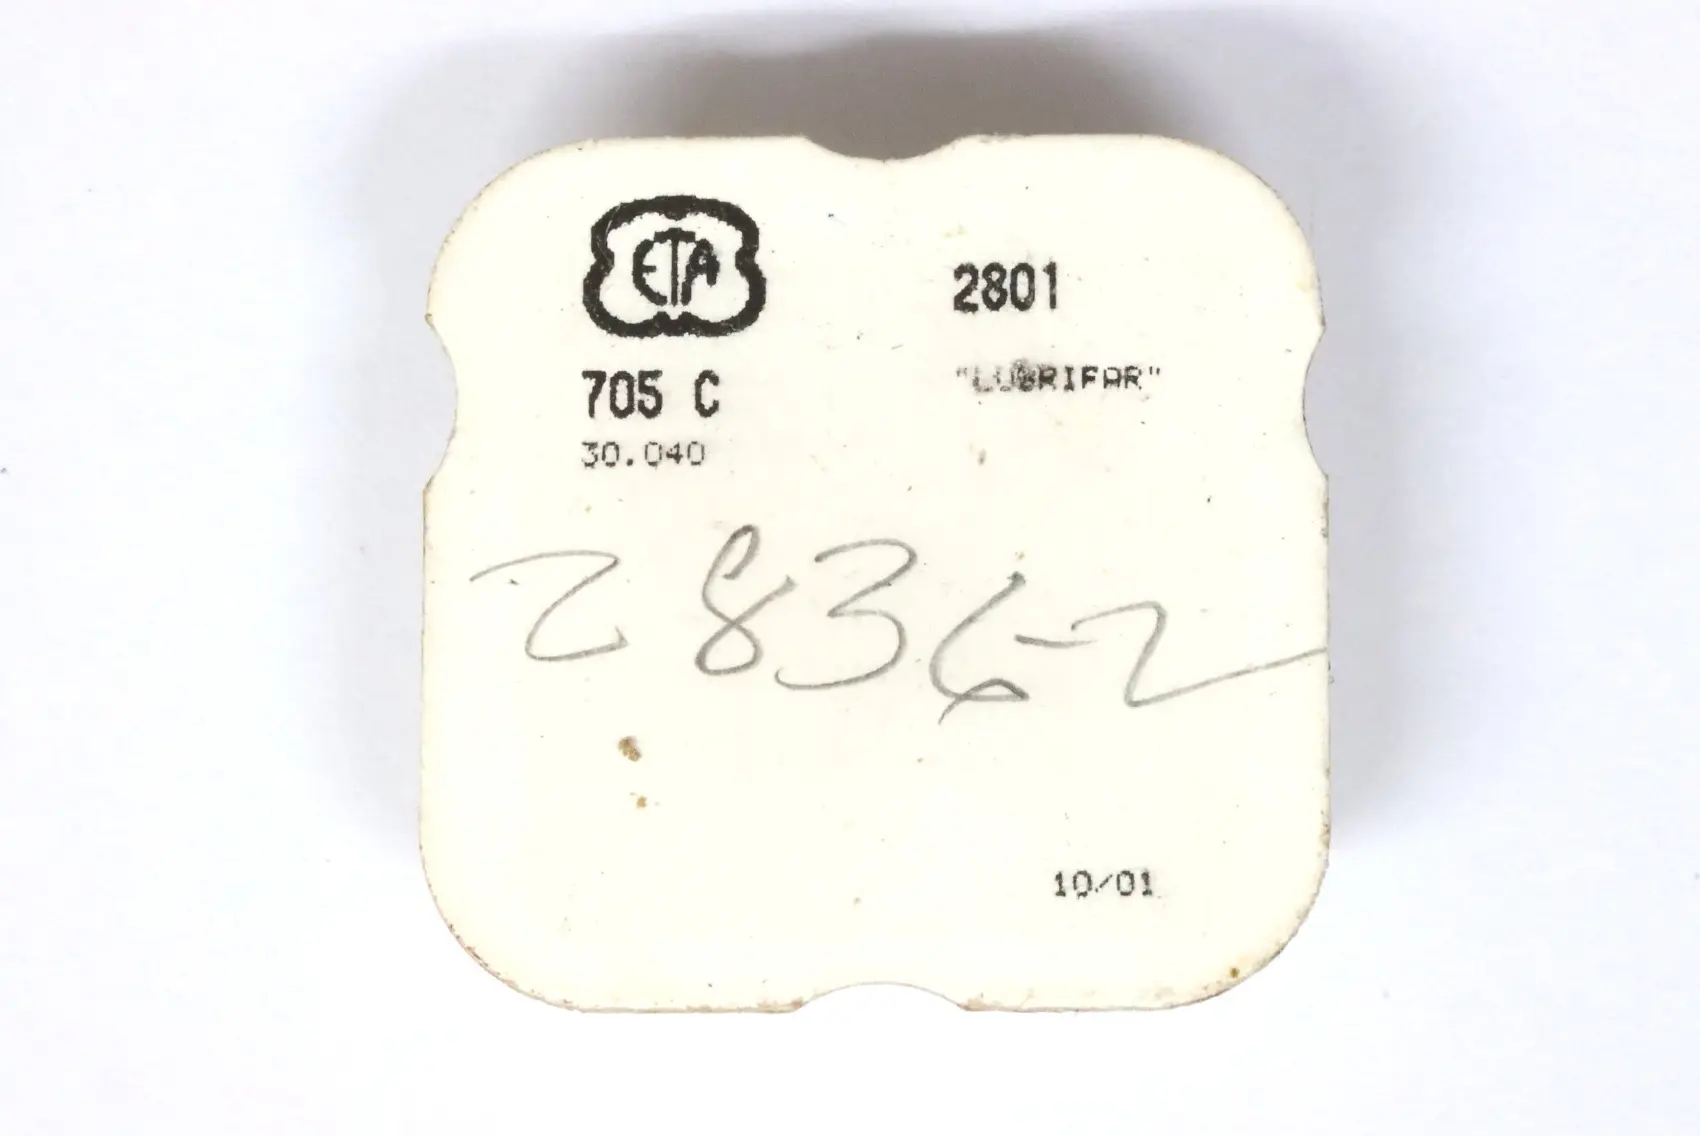 ETA
2801
705 C
"LUBRIFAR"
30.040
2836-2
10/01